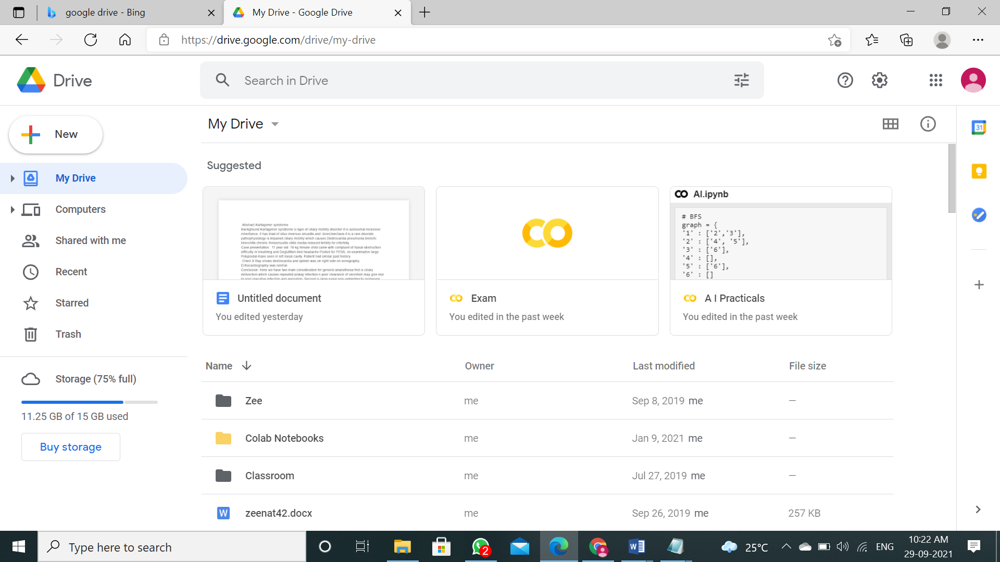 google drive - Bing
My Drive - Google Drive
https://drive.google.com/drive/my-drive
Drive
Search in Drive
New
My Drive
Computers
Shared with me
Recent
Starred
Trash
Storage (75% full)
11.25 GB of 15 GB used
Buy storage
My Drive
Suggested
Abstract Kartagener syndrome
Background Kartagener syndrome is type of ciliary motility disorder it is autosomal recessive
inheritance. it has triad of situs inversus sinusitis and bronchiectasis it is a rare disorder,
pathophysiology is impaired ciliary motility which causes Dextrocardia pneumonia bronchi
bronchitis chronic rhinosinusitis otitis media reduced fertility for infertility
Case presentation. 11 year old 18 kg female child came with complaint of Nasal obstruction
difficulty in breathing and Deglutition And headache Posted for FESS, on examination large
Polypoidal mass seen in left nasal cavity. Patient had similar past history.
Chest X Ray shows dextrocardia and spleen was on right side on sonography.
Echocardiography was normal.
Conclusion. Here we have two main consideration for general anaesthesia first is ciliary
disfunction which causes repeated airway infection n poor clearance of secretion may give rise
to post operative infection and aspiration. Second is large nasal poly extending to
Untitled document
You edited yesterday
Exam
You edited in the past week
AI.ipynb
# BFS
graph = {
'1' : ['2','3'],
'2' : ['4', '5'],
'3' : ['6'],
'4' : [],
'5' : ['6'],
'6' : []
A I Practicals
You edited in the past week
Name Owner Last modified File size
Zee me Sep 8, 2019 me —
Colab Notebooks me Jan 9, 2021 me —
Classroom me Jul 27, 2019 me —
W zeenat42.docx me Sep 26, 2019 me 257 KB
31
Type here to search
2
W
25°C
ENG
10:22 AM
29-09-2021